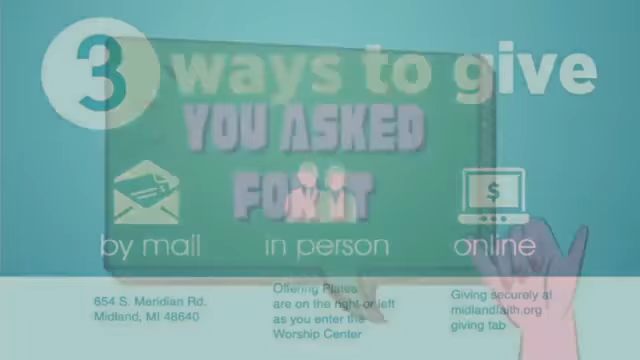 3 ways to give
YOU ASKED
FOR IT
$
by mail
in person
online
654 S. Meridian Rd.
Midland, MI 48640
Offering Plates
are on the right or left
as you enter the
Worship Center
Giving securely at
midlandfaith.org
giving tab